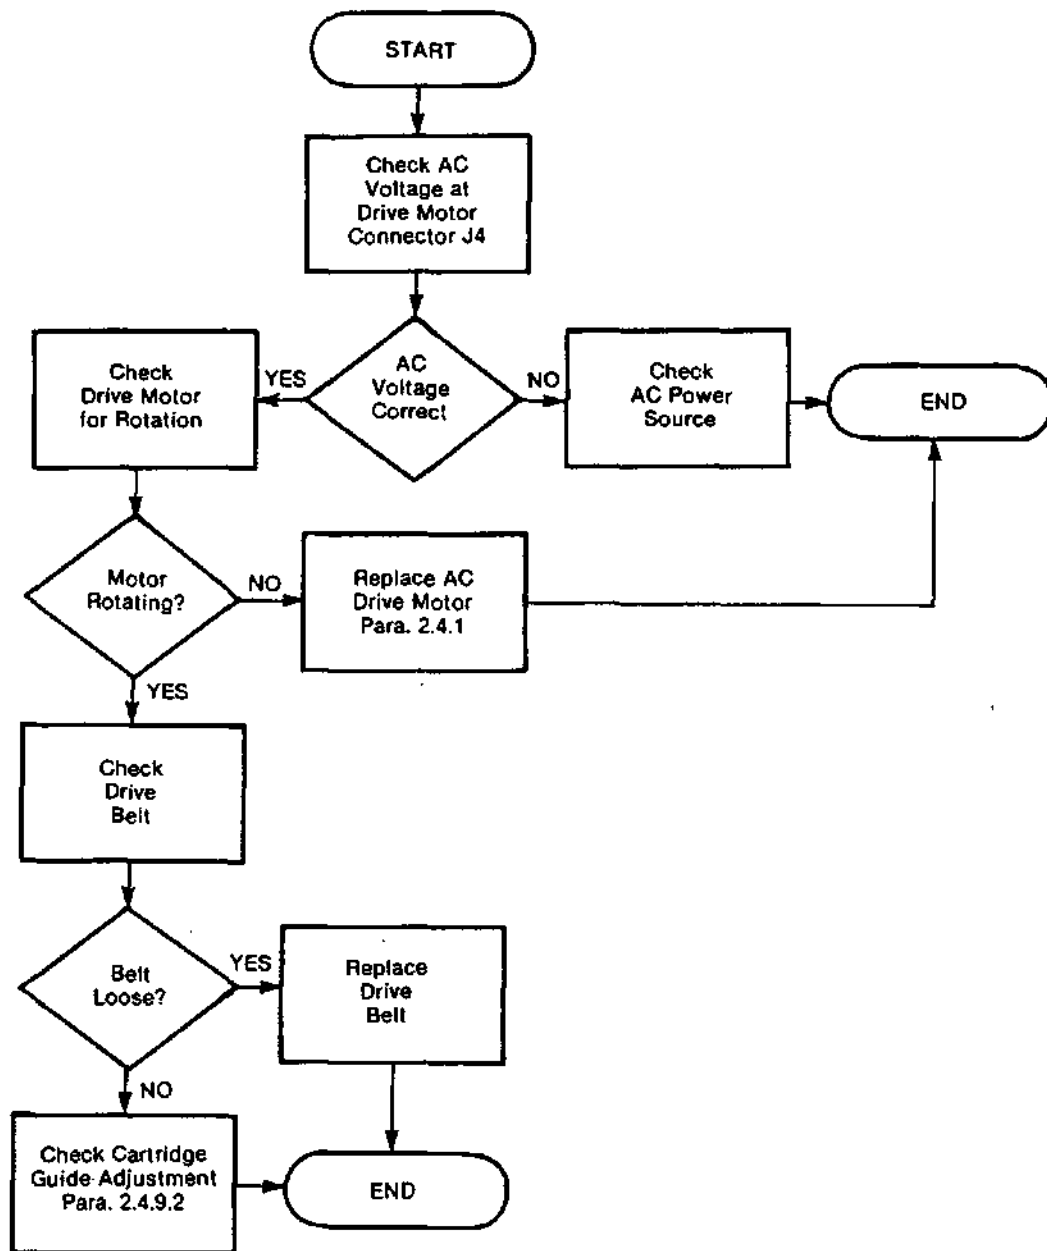 START
Check AC
Voltage at
Drive Motor
Connector J4
Check
Drive Motor
for Rotation
YES
AC
Voltage
Correct
NO
Check
AC Power
Source
END
Motor
Rotating?
NO
Replace AC
Drive Motor
Para. 2.4.1
YES
Check
Drive
Belt
Belt
Loose?
YES
Replace
Drive
Belt
NO
Check Cartridge
Guide Adjustment
Para. 2.4.9.2
END